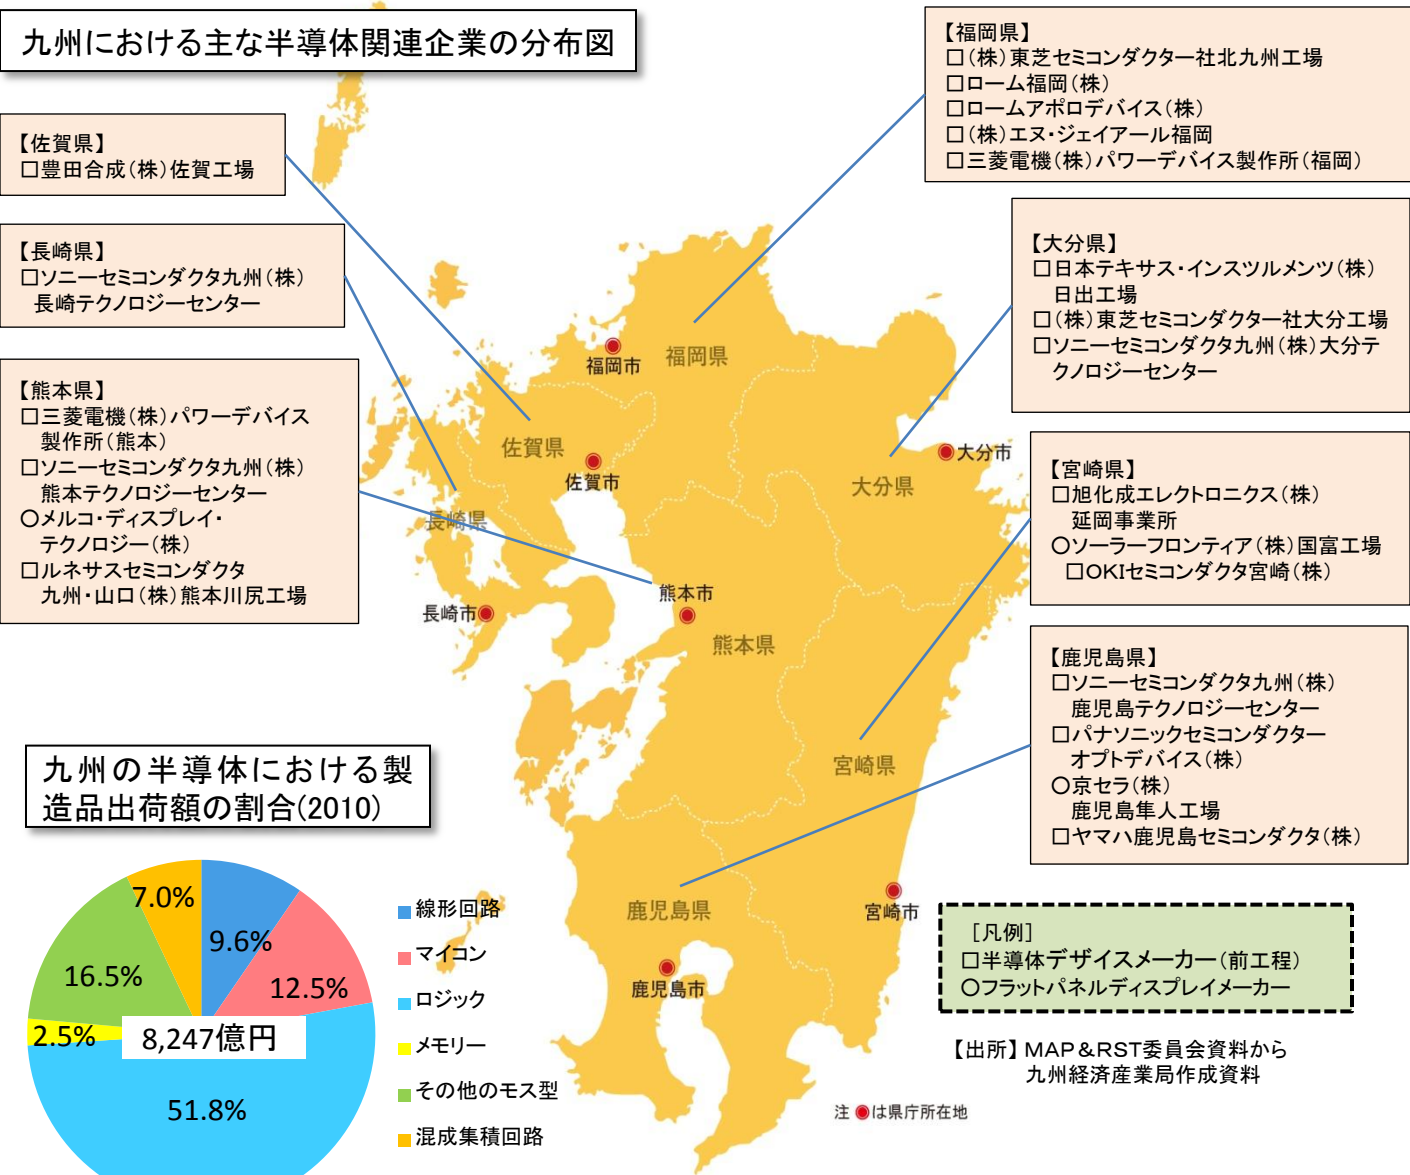 九州における主な半導体関連企業の分布図
【佐賀県】
□豊田合成(株)佐賀工場
【長崎県】
□ソニーセミコンダクタ九州(株)
長崎テクノロジーセンター
【熊本県】
□三菱電機(株)パワーデバイス
製作所(熊本)
□ソニーセミコンダクタ九州(株)
熊本テクノロジーセンター
○メルコ・ディスプレイ・
テクノロジー(株)
□ルネサスセミコンダクタ
九州・山口(株)熊本川尻工場
【福岡県】
□(株)東芝セミコンダクター社北九州工場
□ローム福岡(株)
□ロームアポロデバイス(株)
□(株)エヌ・ジェイアール福岡
□三菱電機(株)パワーデバイス製作所(福岡)
【大分県】
□日本テキサス・インスツルメンツ(株)
日出工場
□(株)東芝セミコンダクター社大分工場
□ソニーセミコンダクタ九州(株)大分テ
クノロジーセンター
【宮崎県】
□旭化成エレクトロニクス(株)
延岡事業所
○ソーラーフロンティア(株)国富工場
□OKIセミコンダクタ宮崎(株)
【鹿児島県】
□ソニーセミコンダクタ九州(株)
鹿児島テクノロジーセンター
□パナソニックセミコンダクター
オプトデバイス(株)
○京セラ(株)
鹿児島隼人工場
□ヤマハ鹿児島セミコンダクタ(株)
福岡市
福岡県
佐賀県
佐賀市
大分市
大分県
長崎県
長崎市
熊本市
熊本県
宮崎県
宮崎市
鹿児島県
鹿児島市
九州の半導体における製
造品出荷額の割合(2010)
7.0%
9.6%
16.5%
12.5%
2.5%
8,247億円
51.8%
線形回路
マイコン
ロジック
メモリー
その他のモス型
混成集積回路
[凡例]
□半導体デザイスメーカー(前工程)
○フラットパネルディスプレイメーカー
【出所】MAP&RST委員会資料から
九州経済産業局作成資料
注 ◉は県庁所在地